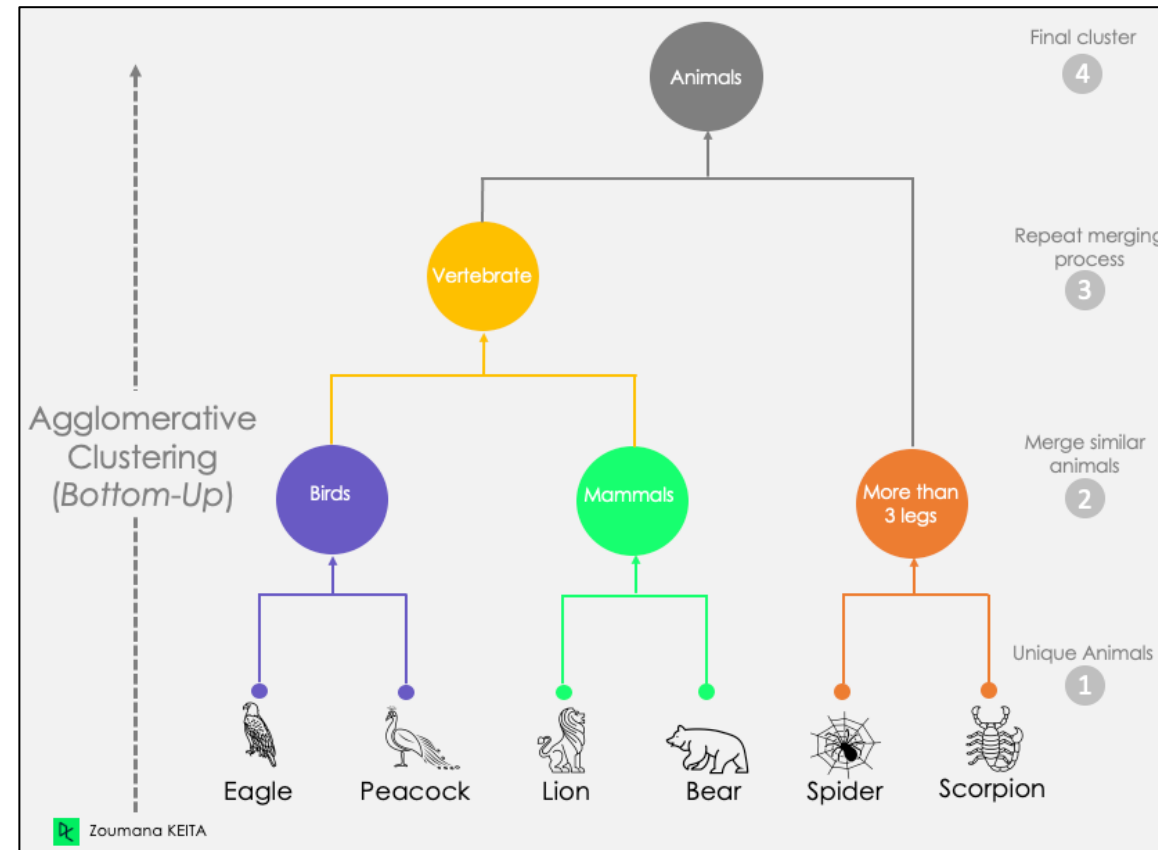 Final cluster
4
Animals
Repeat merging
process
3
Vertebrate
Agglomerative
Clustering
(Bottom-Up)
Merge similar
animals
2
Birds
Mammals
More than
3 legs
Unique Animals
1
Eagle
Peacock
Lion
Bear
Spider
Scorpion
DC
Zoumana KEITA